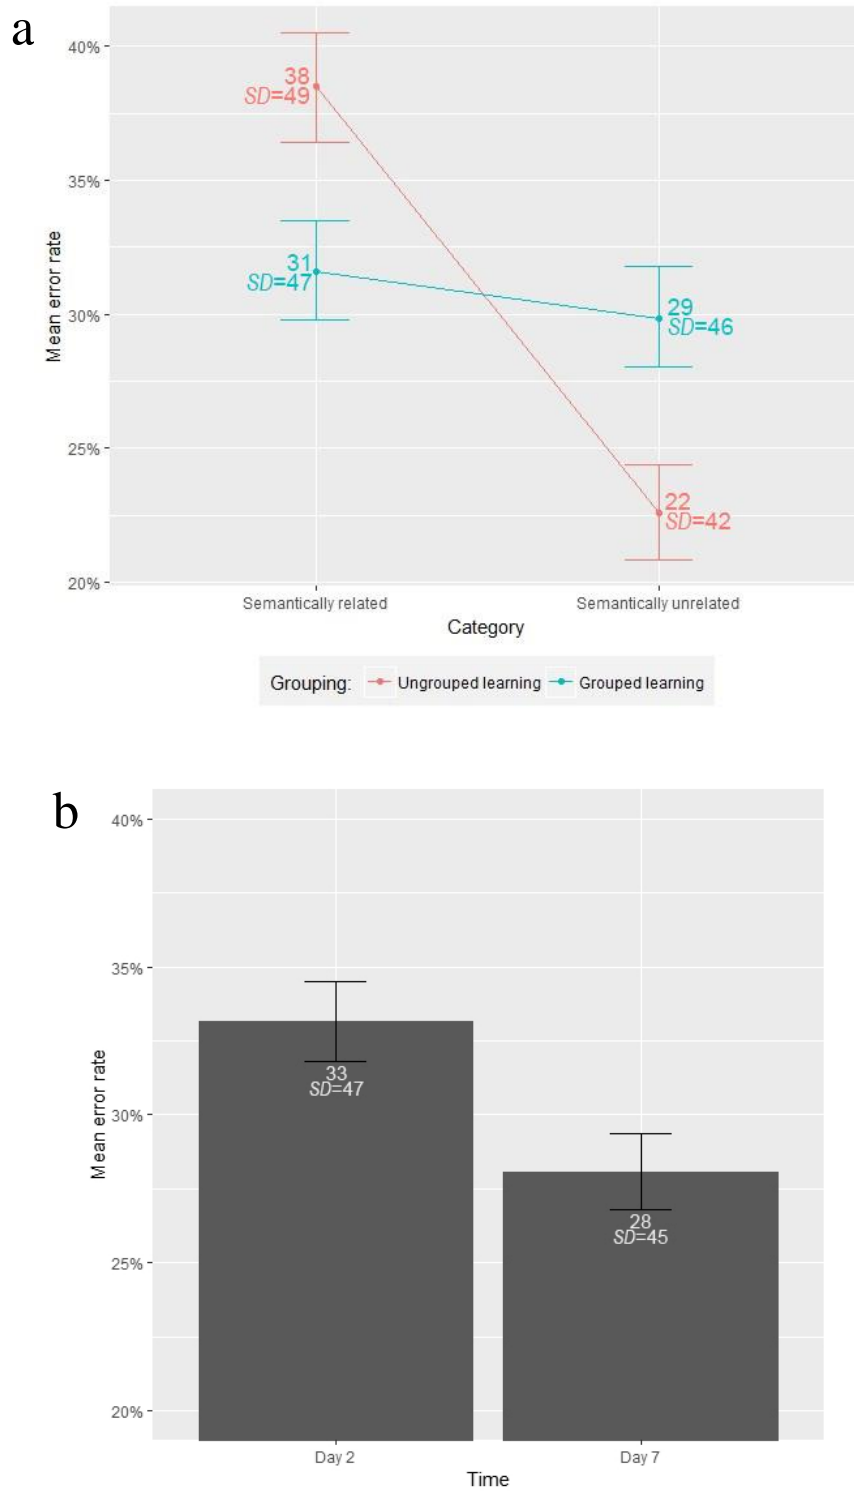 a
40%
38
SD=49
35%
31
SD=47
Mean error rate
30%
29
SD=46
25%
22
SD=42
20%
Semantically related
Semantically unrelated
Category
Grouping: Ungrouped learning Grouped learning
b
40%
35%
33
SD=47
Mean error rate
30%
28
SD=45
25%
20%
Day 2
Day 7
Time